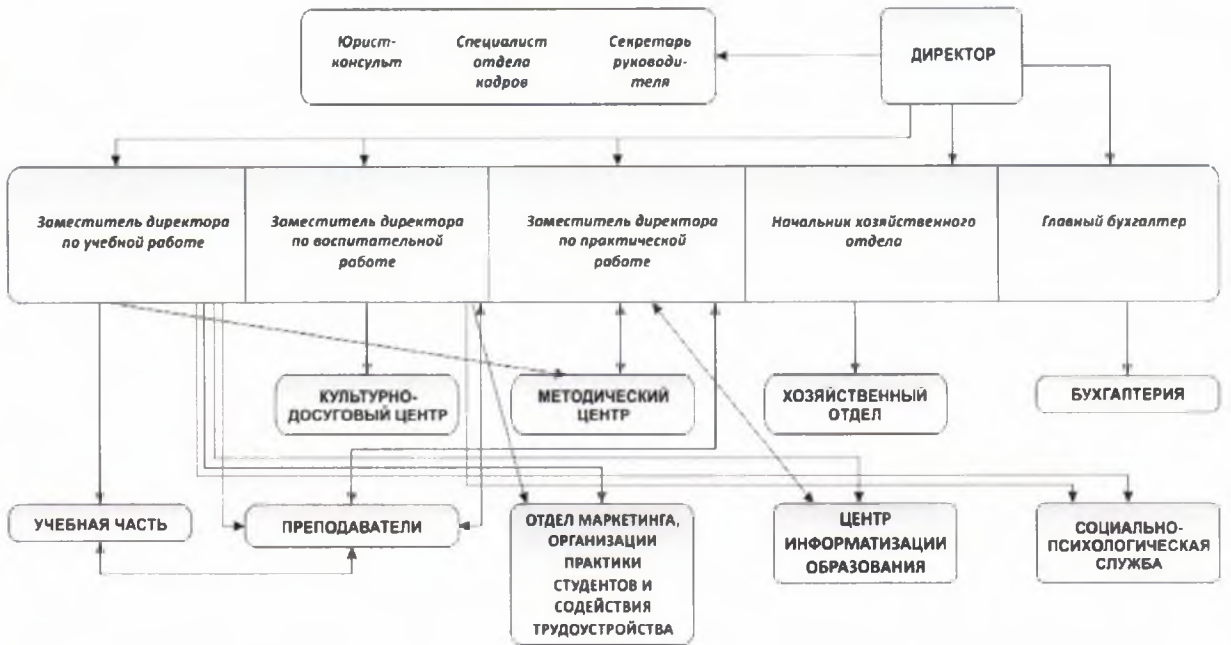 Юрист-
консульт
Специалист
отдела
кадров
Секретарь
руководи-
теля
ДИРЕКТОР
Заместитель директора
по учебной работе
Заместитель директора
по воспитательной
работе
Заместитель директора
по практической
работе
Начальник хозяйственного
отдела
Главный бухгалтер
КУЛЬТУРНО-
ДОСУГОВЫЙ ЦЕНТР
МЕТОДИЧЕСКИЙ
ЦЕНТР
ХОЗЯЙСТВЕННЫЙ
ОТДЕЛ
БУХГАЛТЕРИЯ
УЧЕБНАЯ ЧАСТЬ
ПРЕПОДАВАТЕЛИ
ОТДЕЛ МАРКЕТИНГА,
ОРГАНИЗАЦИИ
ПРАКТИКИ
СТУДЕНТОВ И
СОДЕЙСТВИЯ
ТРУДОУСТРОЙСТВА
ЦЕНТР
ИНФОРМАТИЗАЦИИ
ОБРАЗОВАНИЯ
СОЦИАЛЬНО-
ПСИХОЛОГИЧЕСКАЯ
СЛУЖБА